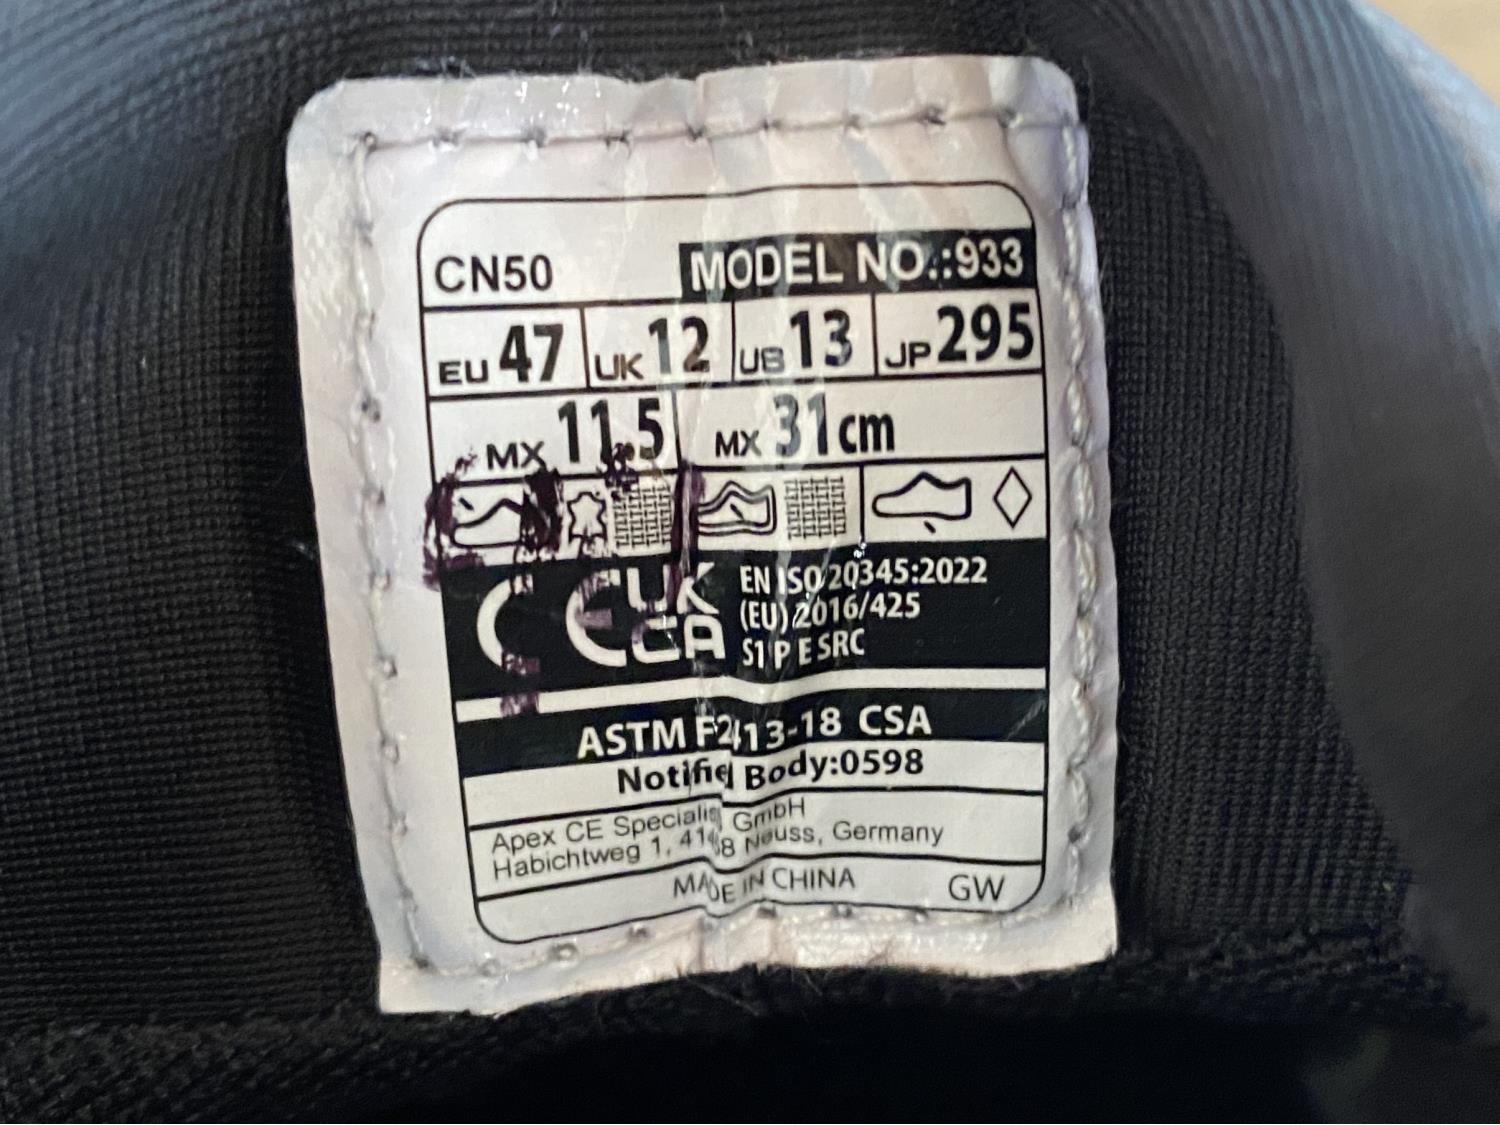 CN50 MODEL NO.:933
EU 47 UK 12 US 13 JP 295
MX 11.5 MX 31cm
CE UK
CA
EN ISO 20345:2022
(EU) 2016/425
S1 P E SRC
ASTM F2413-18 CSA
Notified Body:0598
Apex CE Specialist GmbH
Habichtweg 1, 41468 Neuss, Germany
MADE IN CHINA GW